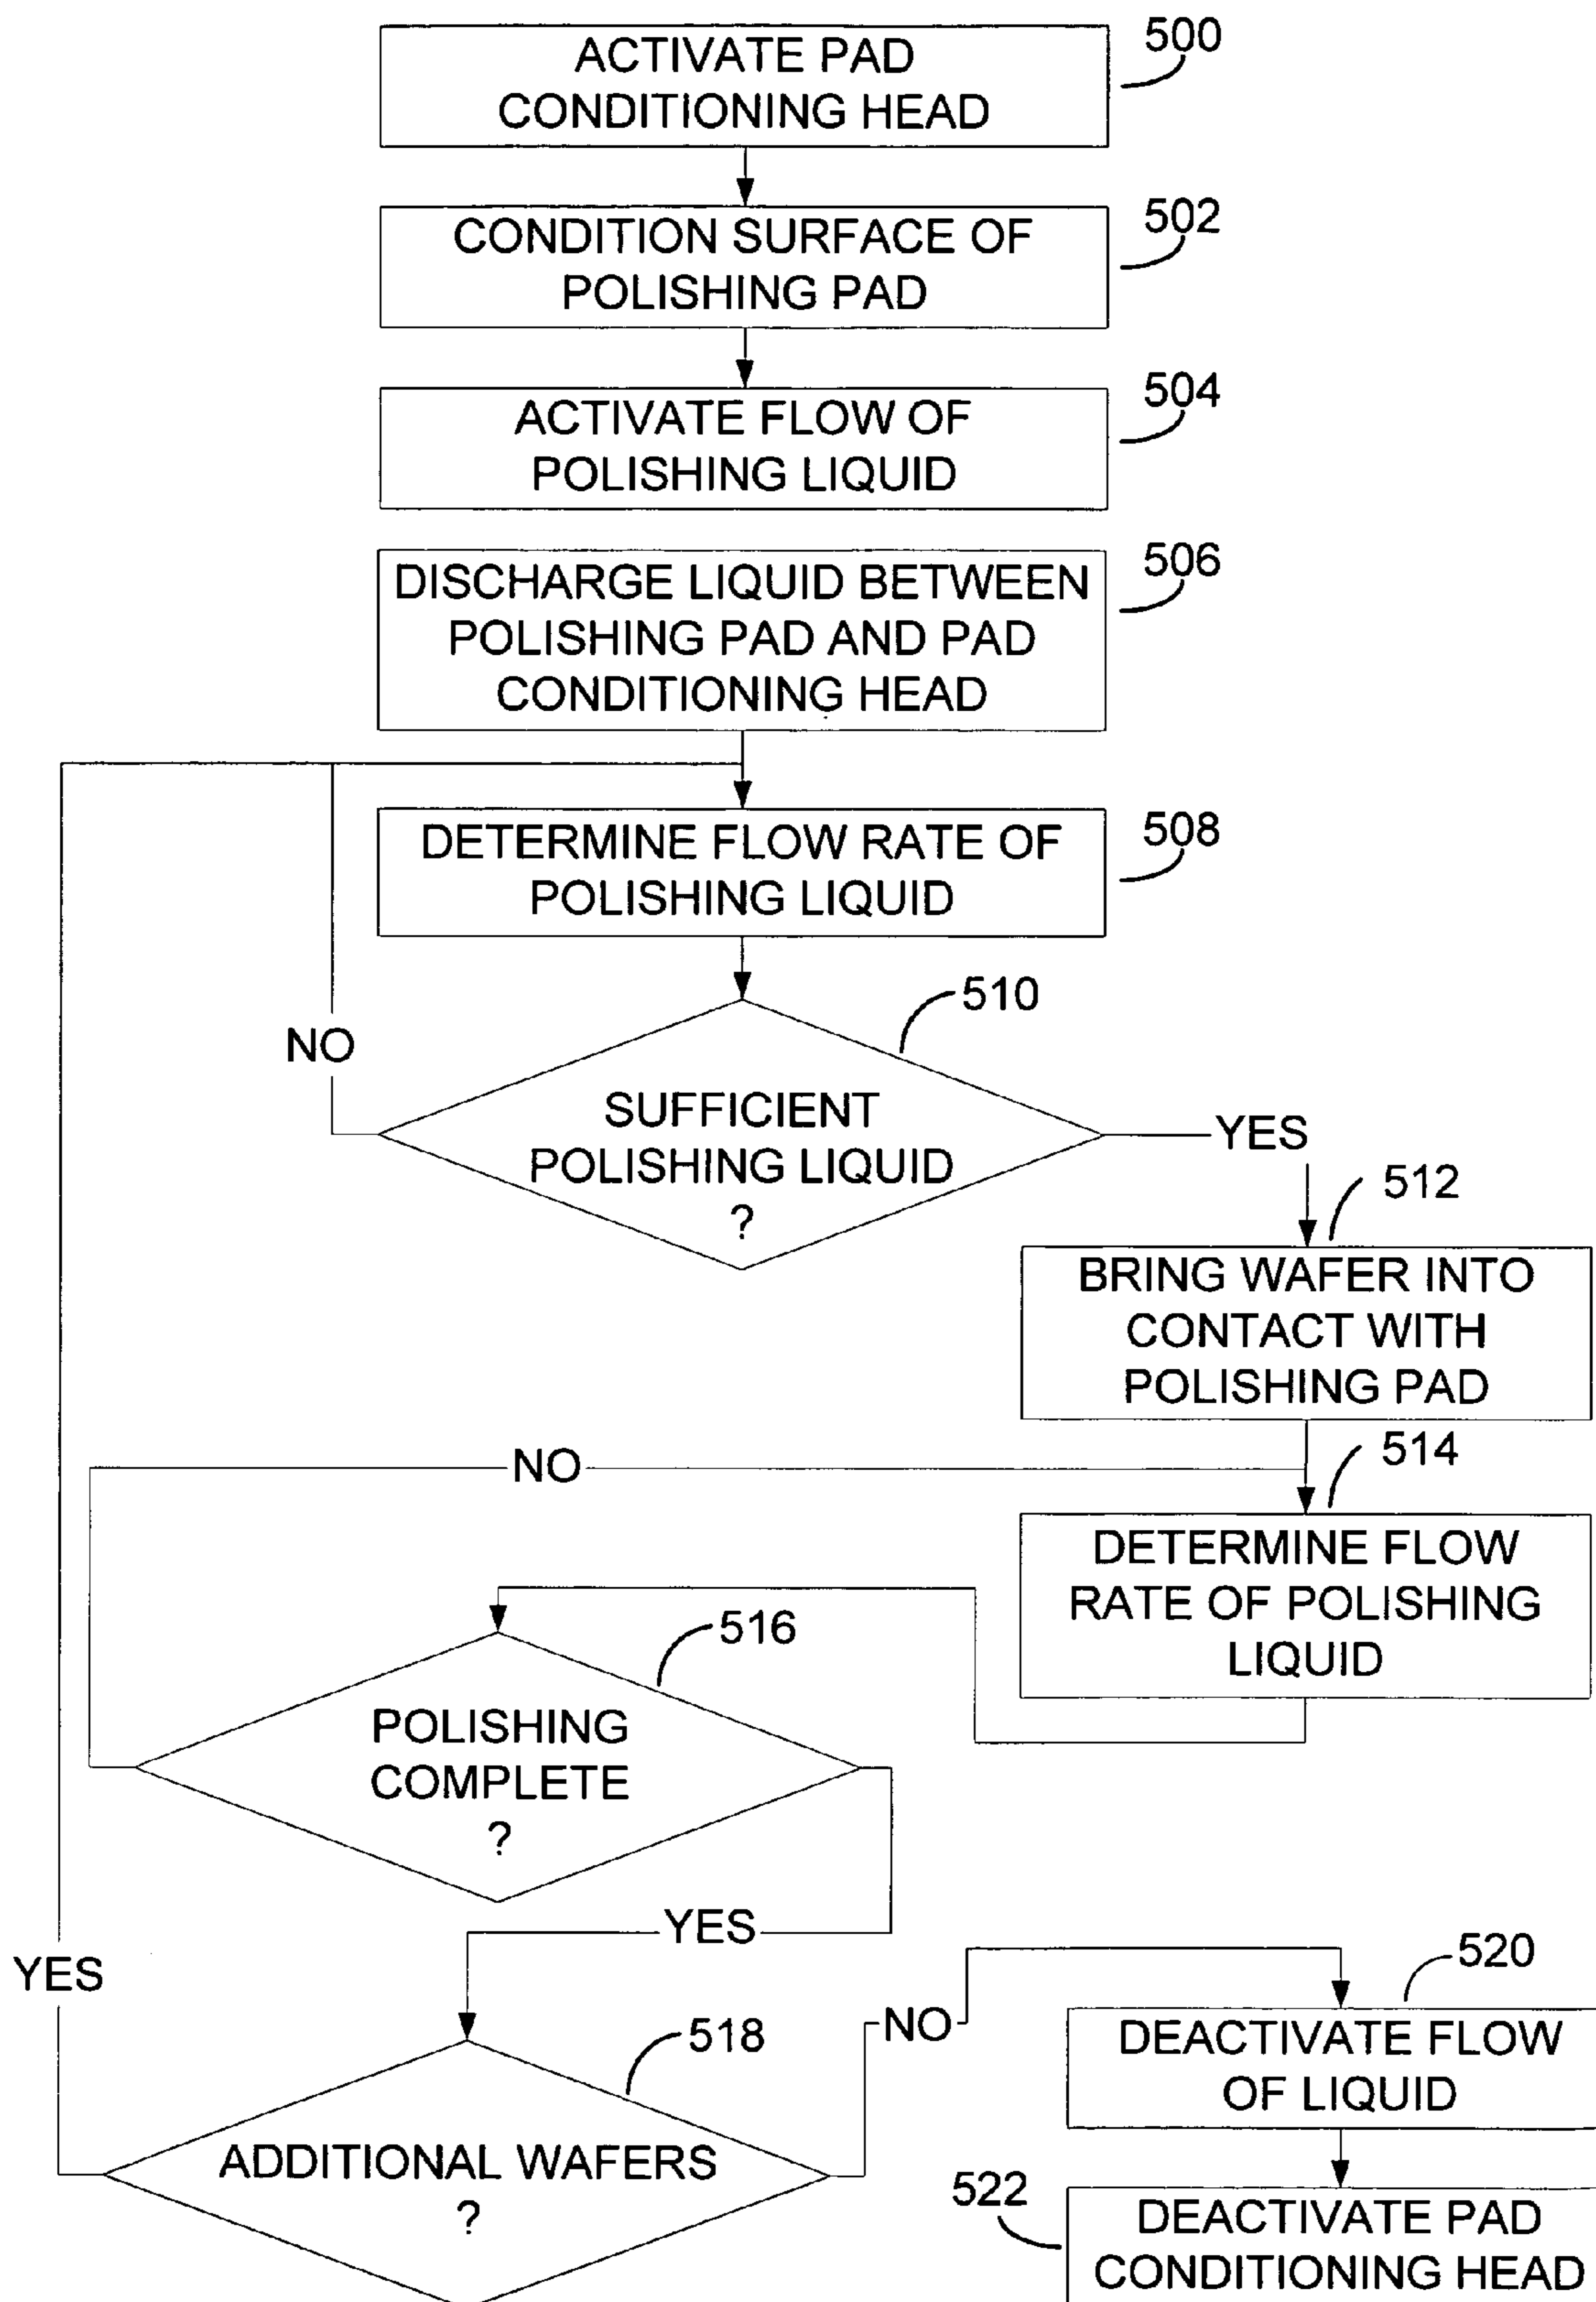 ACTIVATE PAD
CONDITIONING HEAD
500
CONDITION SURFACE OF
POLISHING PAD
502
ACTIVATE FLOW OF
POLISHING LIQUID
504
DISCHARGE LIQUID BETWEEN
POLISHING PAD AND PAD
CONDITIONING HEAD
506
DETERMINE FLOW RATE OF
POLISHING LIQUID
508
510
NO
SUFFICIENT
POLISHING LIQUID
?
YES
512
BRING WAFER INTO
CONTACT WITH
POLISHING PAD
NO
514
DETERMINE FLOW
RATE OF POLISHING
LIQUID
516
POLISHING
COMPLETE
?
YES
YES
518
ADDITIONAL WAFERS
?
NO
520
DEACTIVATE FLOW
OF LIQUID
522
DEACTIVATE PAD
CONDITIONING HEAD